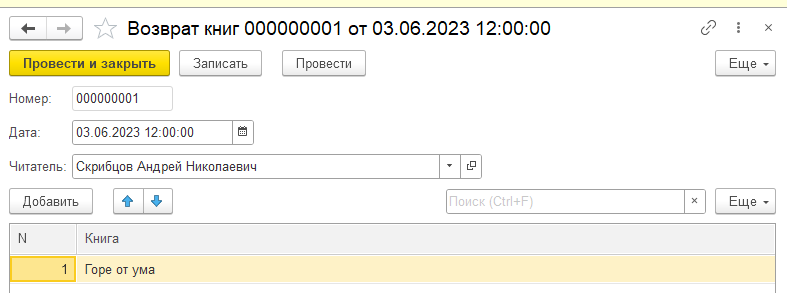 Возврат книг 000000001 от 03.06.2023 12:00:00
Провести и закрыть Записать Провести Еще
Номер: 000000001
Дата: 03.06.2023 12:00:00
Читатель: Скрибцов Андрей Николаевич
Добавить Поиск (Ctrl+F) × Еще
N Книга
1 Горе от ума